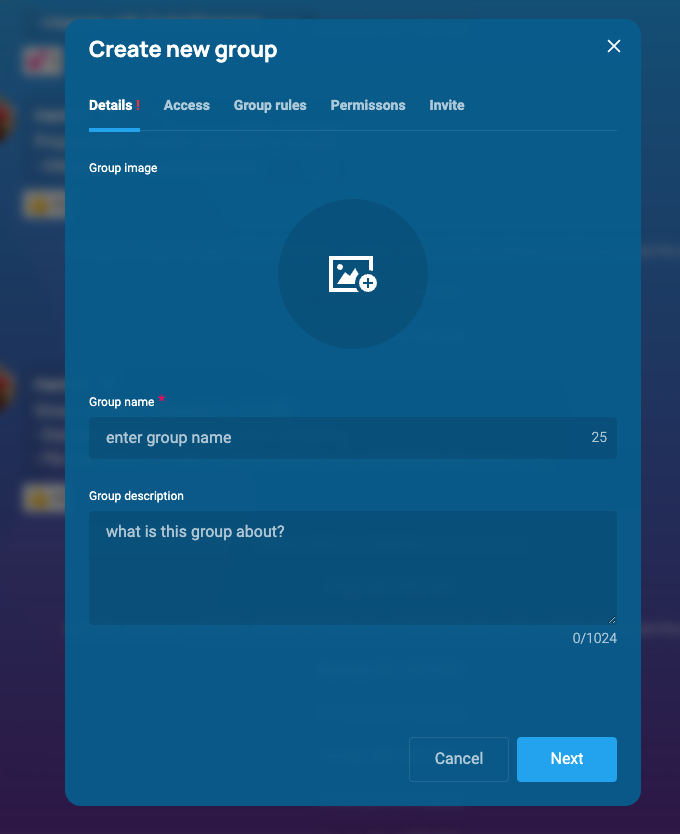 Create new group
Details ! Access Group rules Permissons Invite
Group image
Group name *
enter group name 25
Group description
what is this group about?
0/1024
Cancel Next